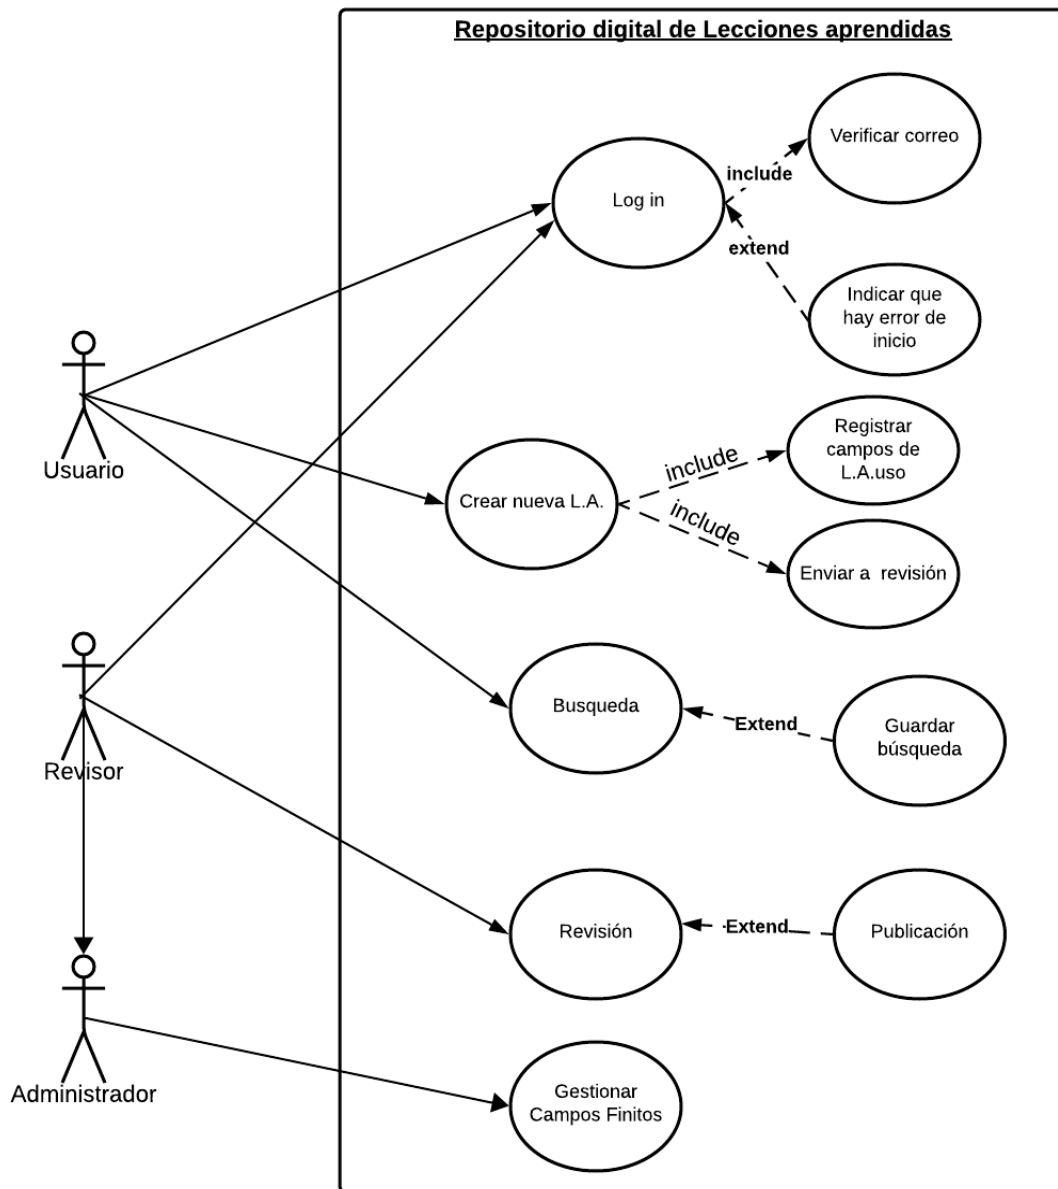 Repositorio digital de Lecciones aprendidas
Verificar correo
include
Log in
extend
Indicar que
hay error de
inicio
Usuario
Registrar
campos de
L.A.uso
include
Crear nueva L.A.
include
Enviar a revisión
Busqueda
Extend
Guardar
búsqueda
Revisor
Revisión
Extend
Publicación
Administrador
Gestionar
Campos Finitos